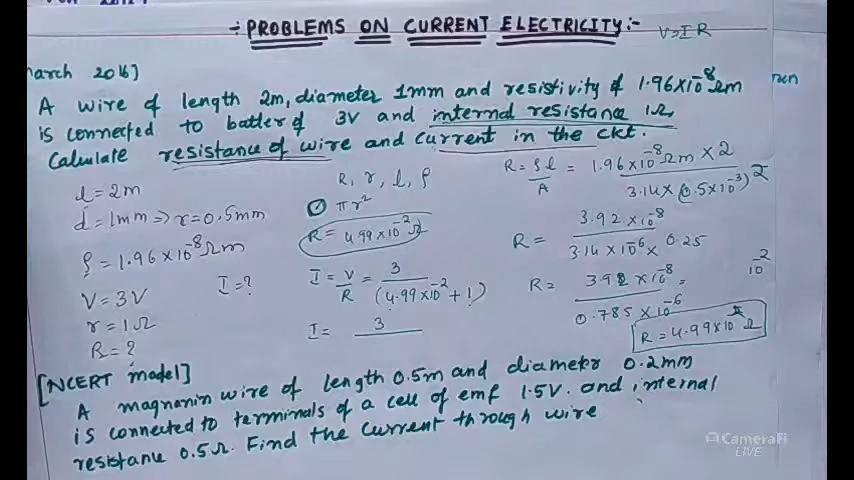 :- PROBLEMS ON CURRENT ELECTRICITY:-
V=IR
march 2016]
A wire of length 2m, diameter 1mm and resistivity of 1.96×10⁻⁸ Ωm
is connected to batter of 3V and internal resistance 1Ω,
Calculate resistance of wire and current in the ckt.
l = 2m
d = 1mm => r = 0.5mm
ρ = 1.96×10⁻⁸ Ωm
V = 3V
I = ?
r = 1Ω
R = ?
R, r, l, ρ
πr²
R = 4.99×10⁻² Ω
I = V/R = 3/(4.99×10⁻² + 1)
I = 3
R = ρl/A = 1.96×10⁻⁸ Ωm × 2 / 3.14×(0.5×10⁻³)²
R = 3.92×10⁻⁸ / 3.14×10⁻⁶ × 0.25
R = 3.92×10⁻⁸ / 0.785×10⁻⁶ =
10⁻²
R = 4.99×10 Ω
[NCERT model]
A magnanin wire of length 0.5m and diameter 0.2mm
is connected to terminals of a cell of emf 1.5V. and internal
resistane 0.5Ω. Find the current through wire
CameraFi
LIVE